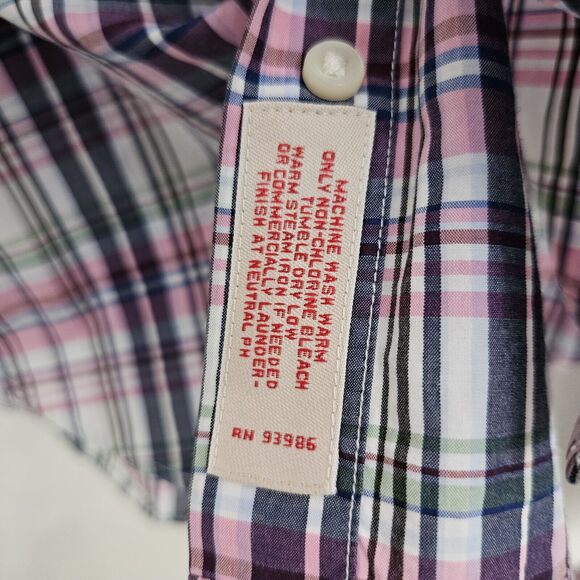 MACHINE WASH WARM
ONLY NON-CHLORINE BLEACH
TUMBLE DRY LOW
WARM STEAM IRON IF NEEDED
OR COMMERCIALLY LAUNDER-
FINISH AT NEUTRAL PH
RN 93986